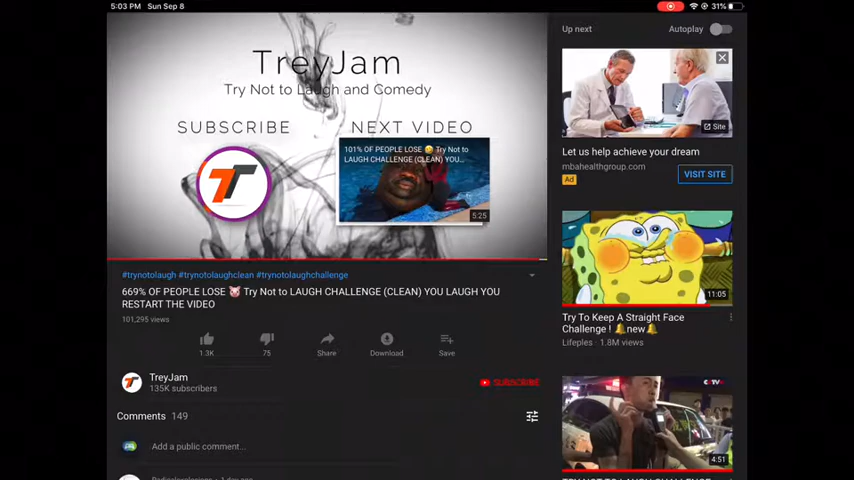 5:03 PM Sun Sep 8
31%
TreyJam
Try Not to Laugh and Comedy
SUBSCRIBE
NEXT VIDEO
101% OF PEOPLE LOSE 🤣 Try Not to
LAUGH CHALLENGE (CLEAN) YOU...
5:25
#trynotolaugh #trynotolaughclean #trynotolaughchallenge
669% OF PEOPLE LOSE 🐷 Try Not to LAUGH CHALLENGE (CLEAN) YOU LAUGH YOU
RESTART THE VIDEO
101,295 views
1.3K
75
Share
Download
Save
TreyJam
135K subscribers
SUBSCRIBE
Comments 149
Add a public comment...
Up next
Autoplay
Site
Let us help achieve your dream
mbahealthgroup.com
Ad
VISIT SITE
11:05
Try To Keep A Straight Face
Challenge ! 🔔new🔔
Lifeples · 1.8M views
4:51